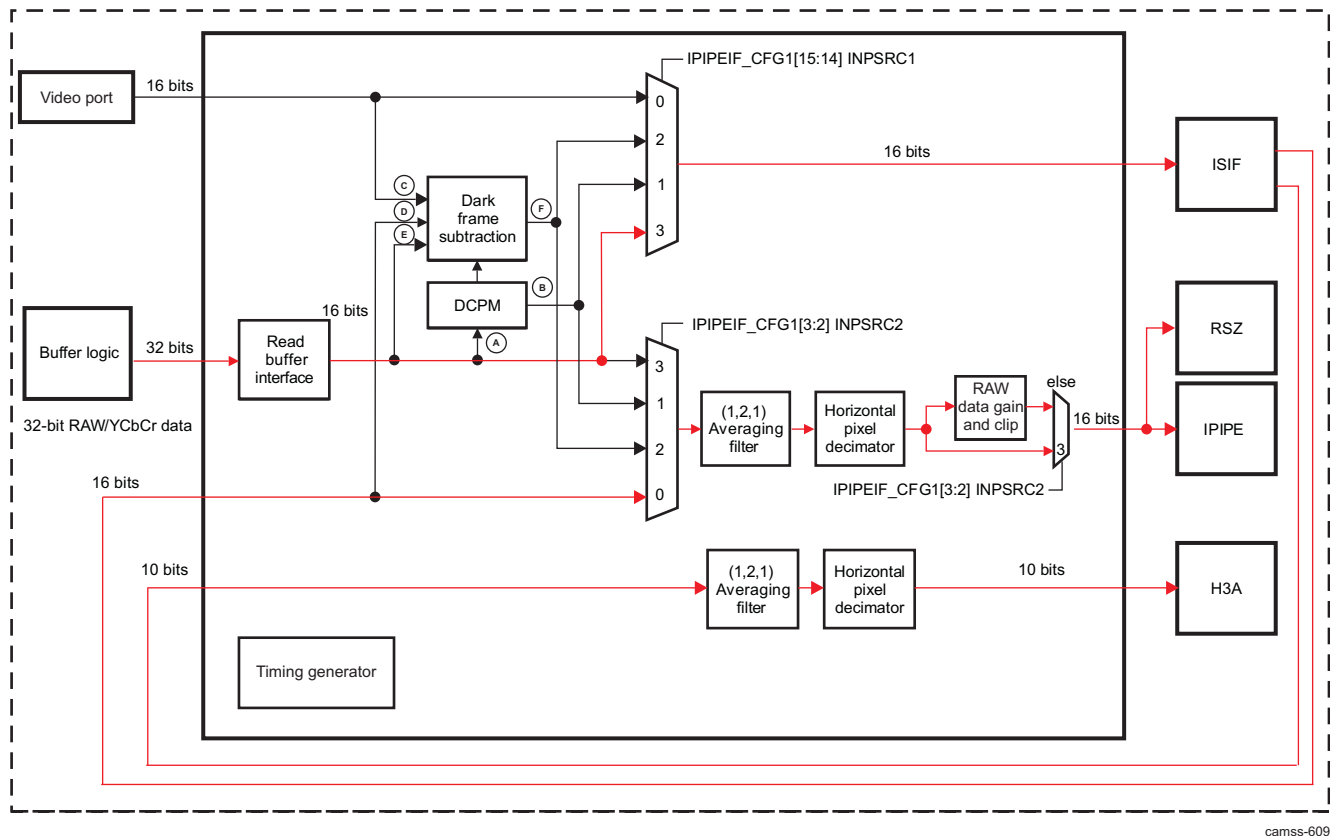 IPIPEIF_CFG1[15:14] INPSRC1
16 bits
Video port
0
2
1
3
16 bits
ISIF
C
D
E
Dark
frame
subtraction
F
DCPM
B
A
16 bits
Buffer logic
32 bits
Read
buffer
interface
32-bit RAW/YCbCr data
IPIPEIF_CFG1[3:2] INPSRC2
3
1
2
0
(1,2,1)
Averaging
filter
Horizontal
pixel
decimator
RAW
data gain
and clip
else
3
16 bits
IPIPEIF_CFG1[3:2] INPSRC2
RSZ
IPIPE
16 bits
10 bits
(1,2,1)
Averaging
filter
Horizontal
pixel
decimator
10 bits
H3A
Timing generator
camss-609